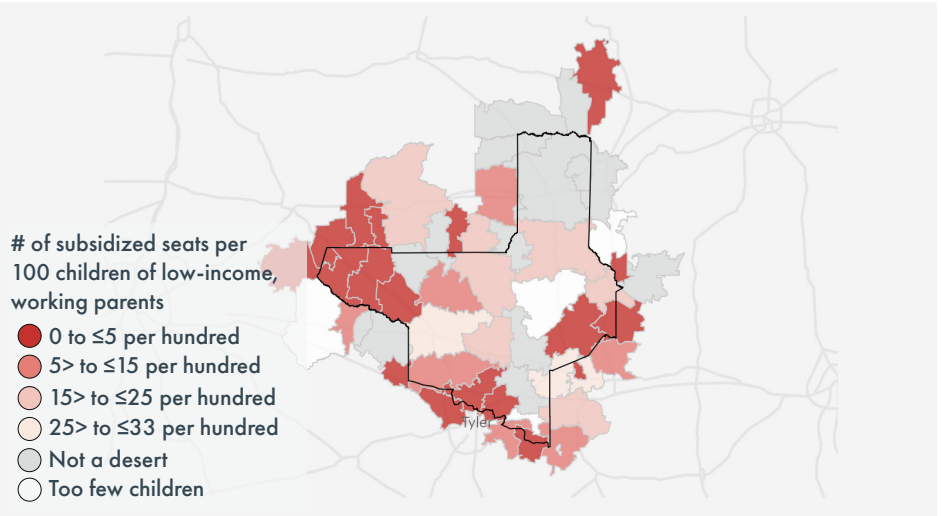 # of subsidized seats per
100 children of low-income,
working parents
0 to ≤5 per hundred
5> to ≤15 per hundred
15> to ≤25 per hundred
25> to ≤33 per hundred
Not a desert
Too few children
Tyler